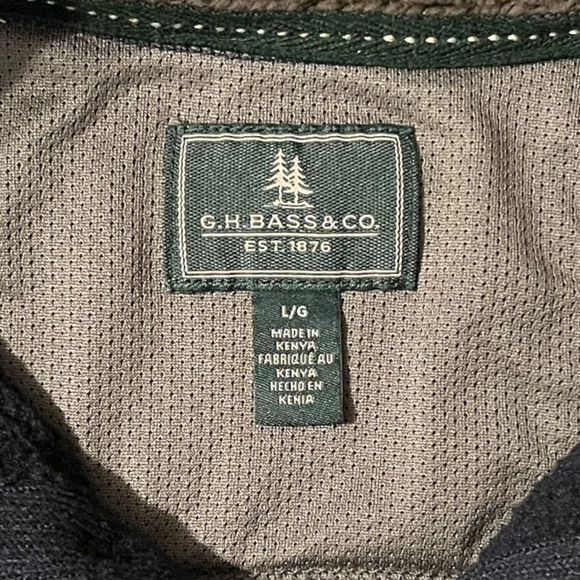 G.H.BASS&CO.
EST. 1876
L/G
MADE IN
KENYA
FABRIQUÉ AU
KENYA
HECHO EN
KENIA